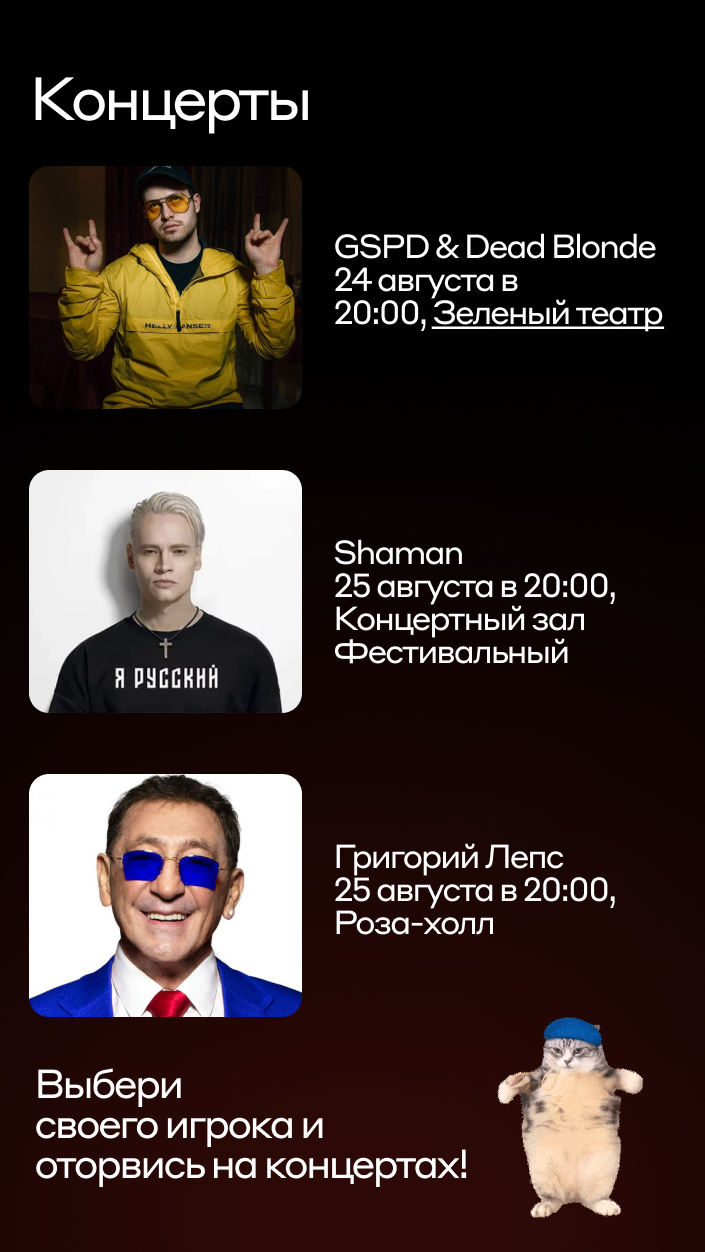 Концерты
HELLY HANSEN
GSPD & Dead Blonde
24 августа в
20:00, Зеленый театр
Я РУССКИЙ
Shaman
25 августа в 20:00,
Концертный зал
Фестивальный
Григорий Лепс
25 августа в 20:00,
Роза-холл
Выбери
своего игрока и
оторвись на концертах!